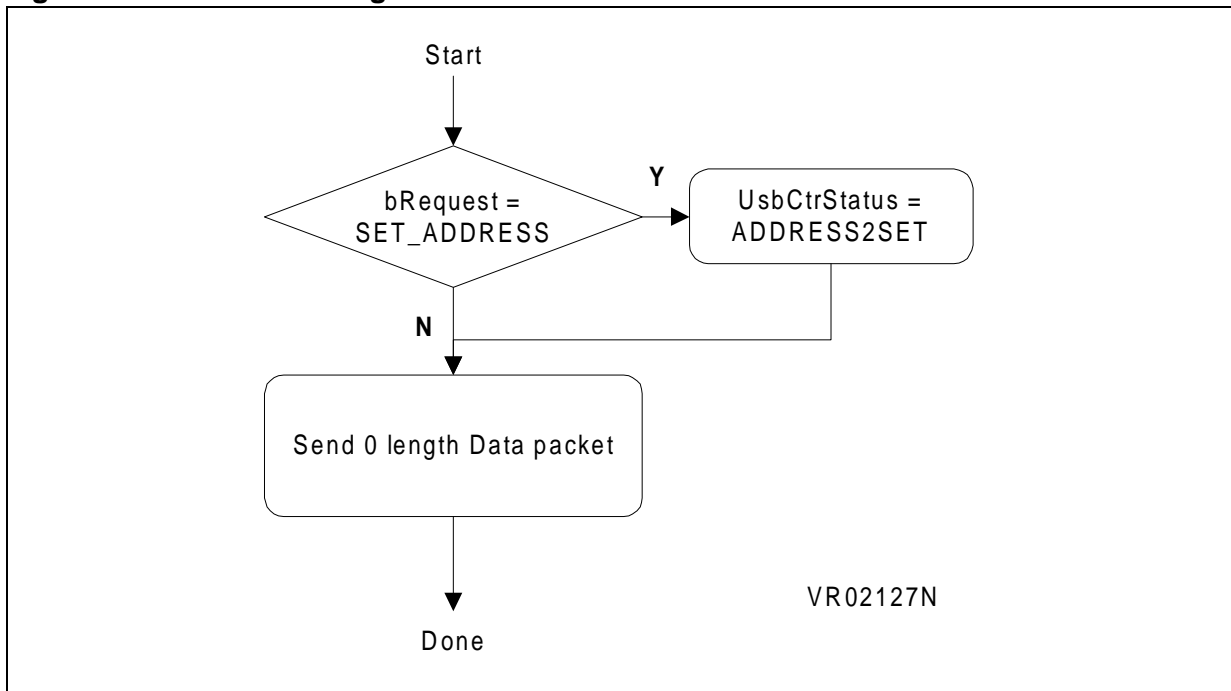 Start
bRequest =
SET_ADDRESS
Y
UsbCtrStatus =
ADDRESS2SET
N
Send 0 length Data packet
VR02127N
Done